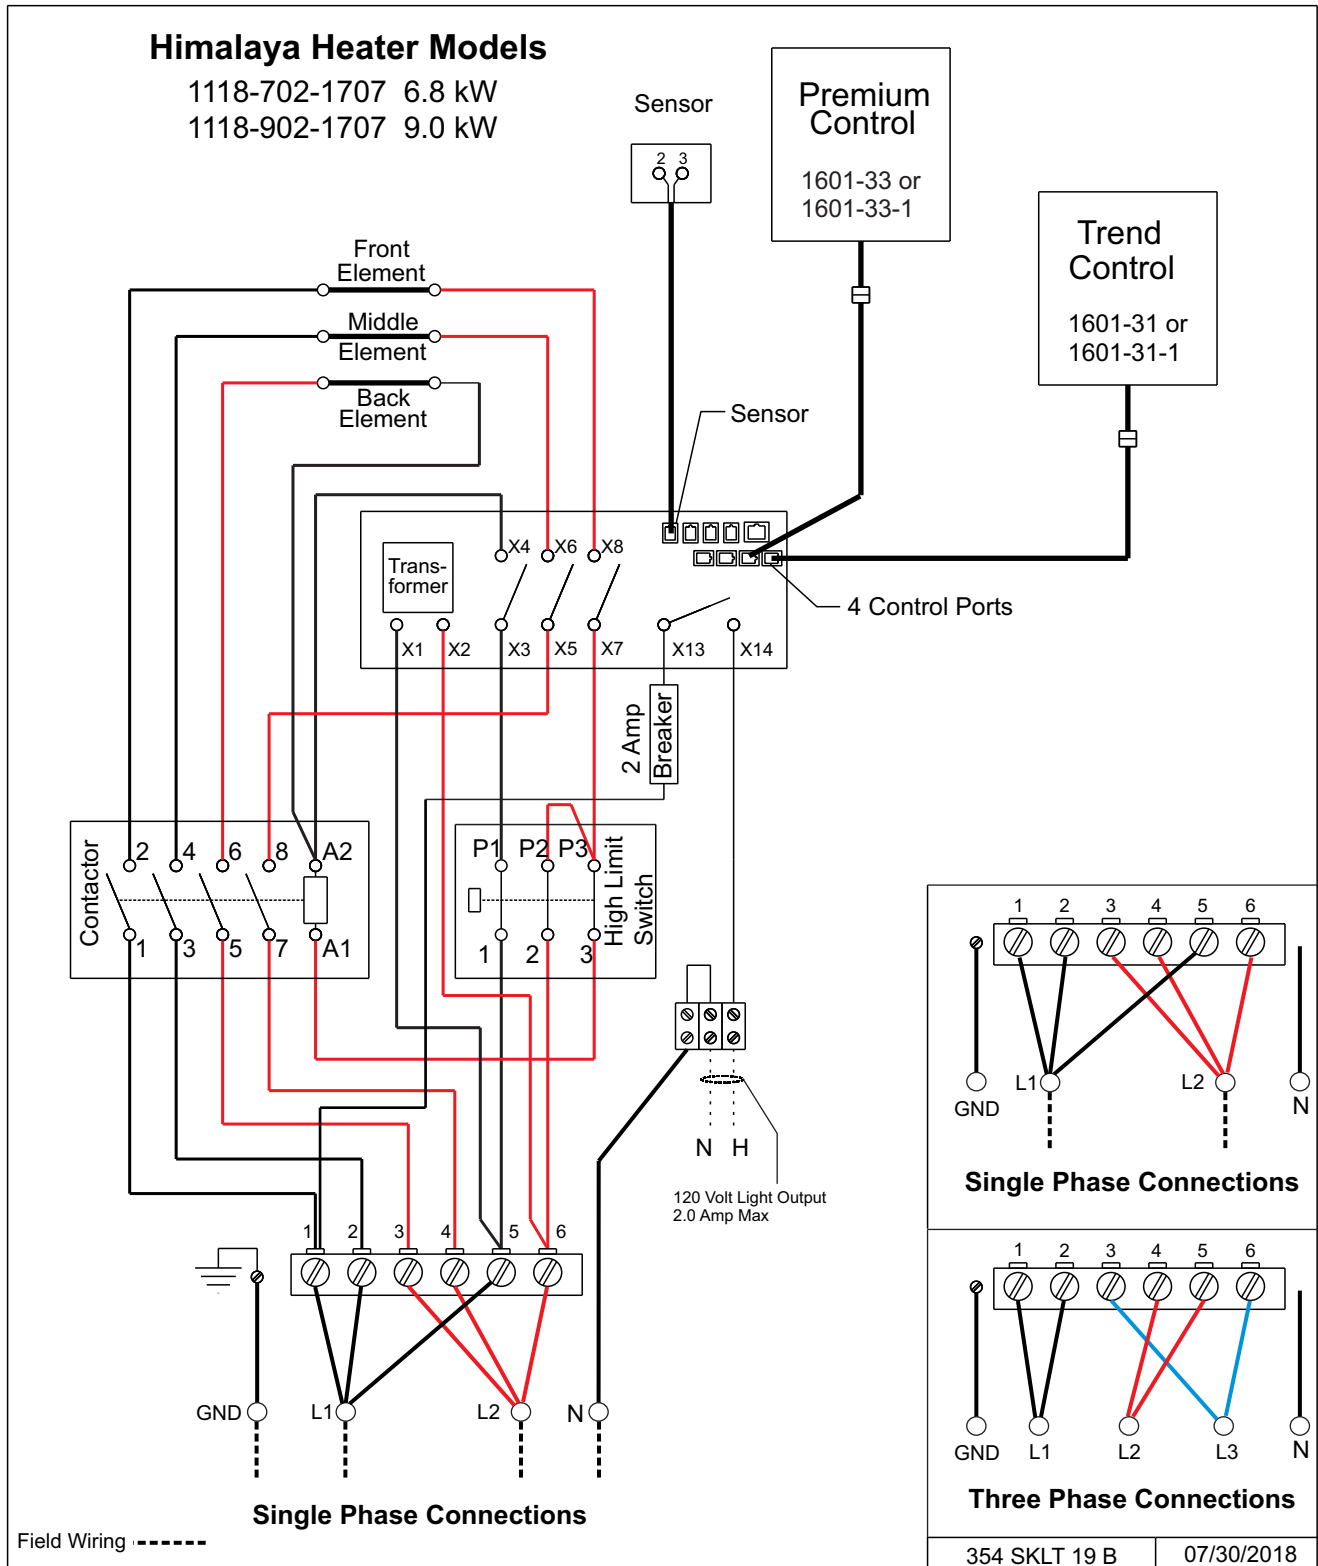 Himalaya Heater Models
1118-702-1707 6.8 kW
1118-902-1707 9.0 kW
Sensor
2 3
Premium
Control
1601-33 or
1601-33-1
Trend
Control
1601-31 or
1601-31-1
Front
Element
Middle
Element
Back
Element
Sensor
Trans-
former
X4 X6 X8
4 Control Ports
X1 X2 X3 X5 X7 X13 X14
2 Amp
Breaker
Contactor
2 4 6 8 A2
1 3 5 7 A1
P1 P2 P3
1 2 3
High Limit
Switch
N H
120 Volt Light Output
2.0 Amp Max
1 2 3 4 5 6
GND L1 L2 N
Single Phase Connections
Field Wiring
1 2 3 4 5 6
GND L1 L2 N
Single Phase Connections
1 2 3 4 5 6
GND L1 L2 L3 N
Three Phase Connections
354 SKLT 19 B 07/30/2018